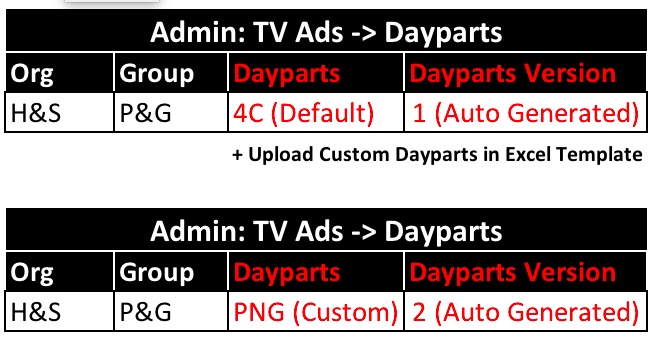 Admin: TV Ads -> Dayparts
Org Group Dayparts Dayparts Version
H&S P&G 4C (Default) 1 (Auto Generated)
+ Upload Custom Dayparts in Excel Template
Admin: TV Ads -> Dayparts
Org Group Dayparts Dayparts Version
H&S P&G PNG (Custom) 2 (Auto Generated)